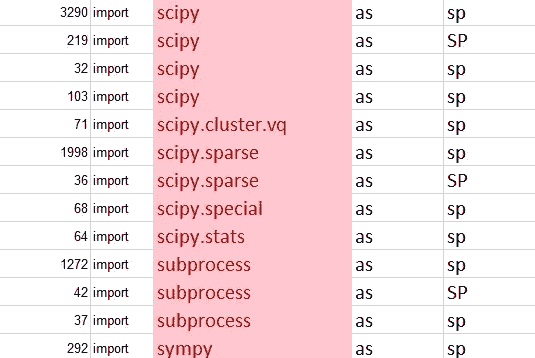 3290 import scipy as sp
219 import scipy as SP
32 import scipy as sp
103 import scipy as sp
71 import scipy.cluster.vq as sp
1998 import scipy.sparse as sp
36 import scipy.sparse as SP
68 import scipy.special as sp
64 import scipy.stats as sp
1272 import subprocess as sp
42 import subprocess as SP
37 import subprocess as sp
292 import sympy as sp